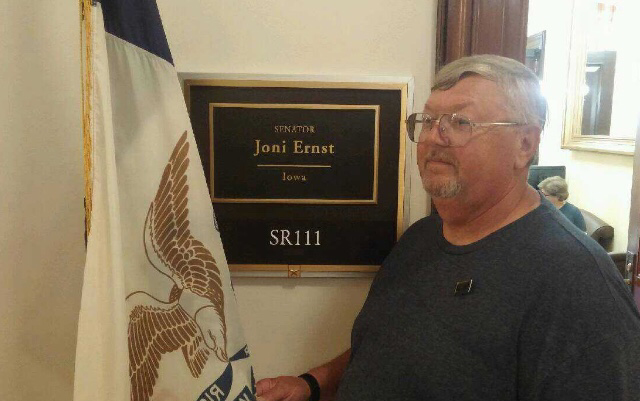 SENATOR
Joni Ernst
Iowa
SR111